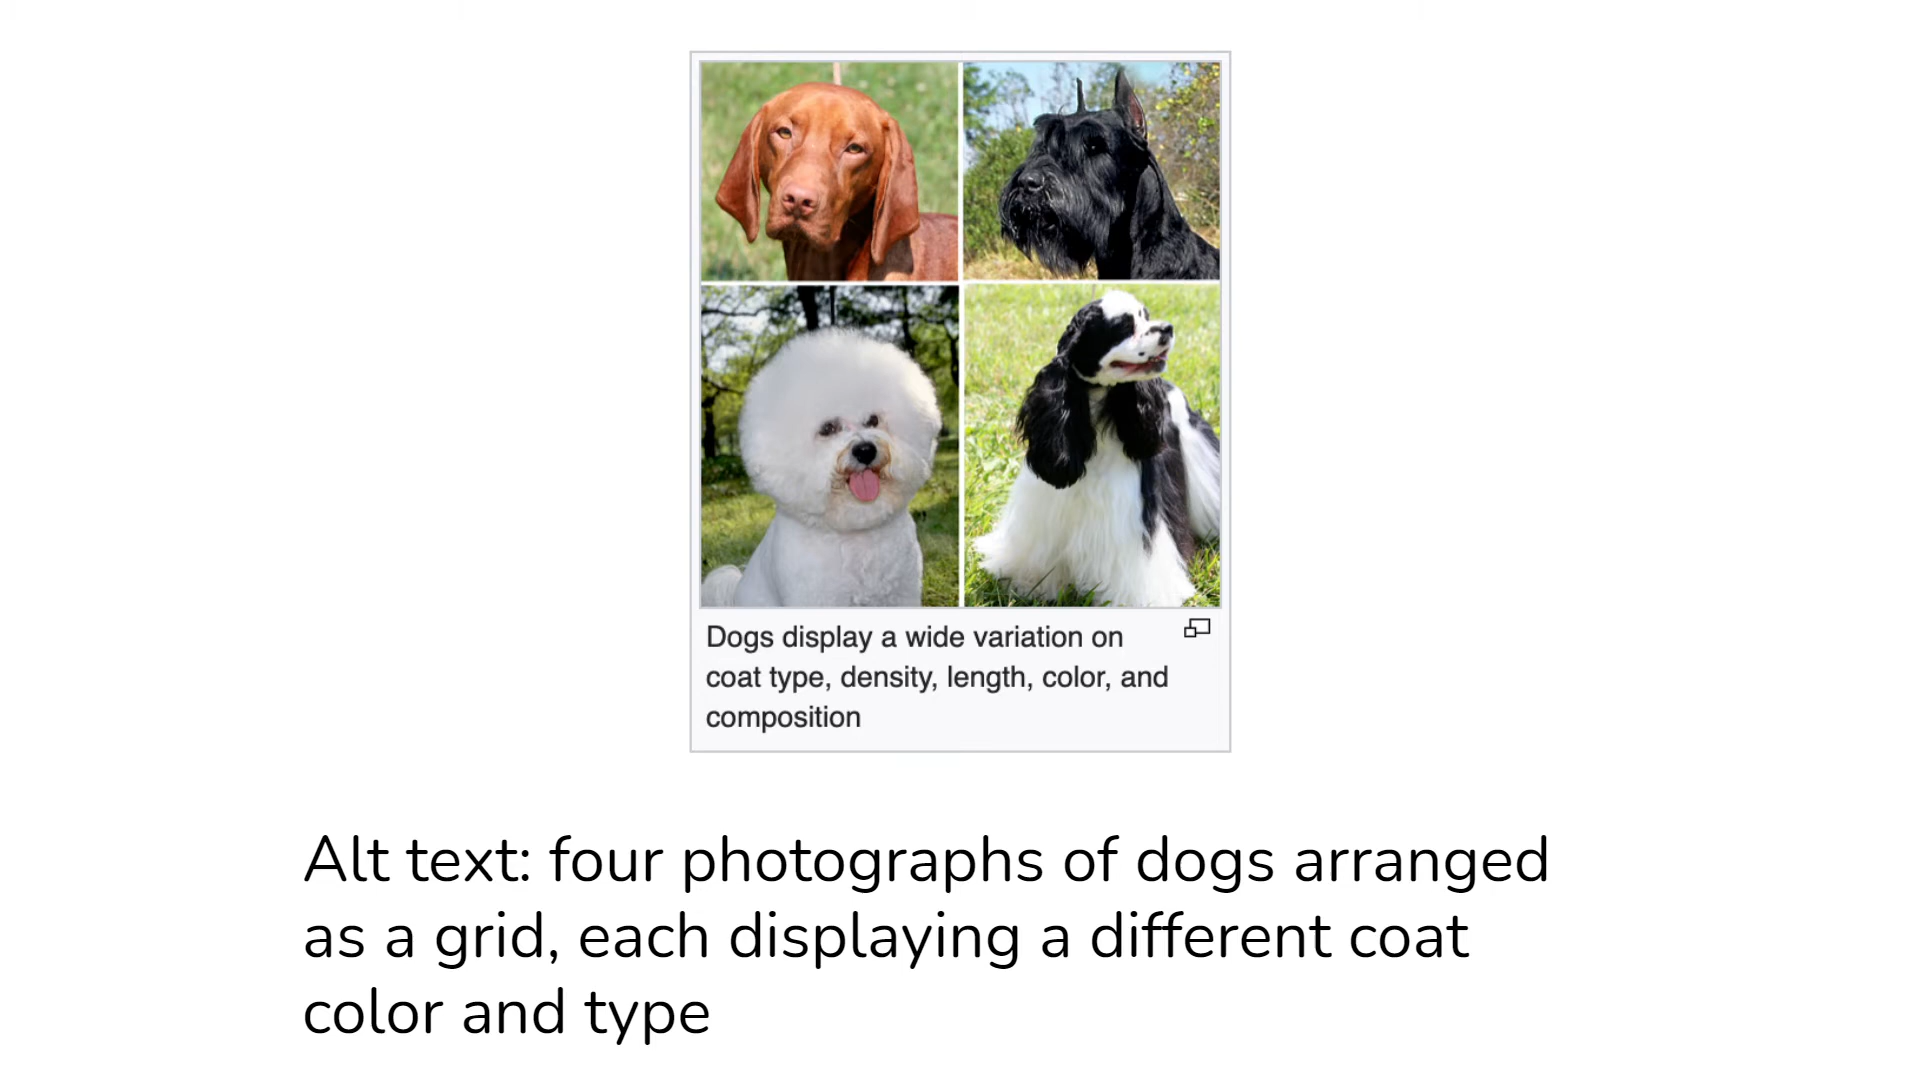 Dogs display a wide variation on
coat type, density, length, color, and
composition
Alt text: four photographs of dogs arranged
as a grid, each displaying a different coat
color and type